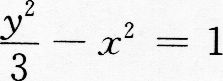 y²/3 − x² = 1